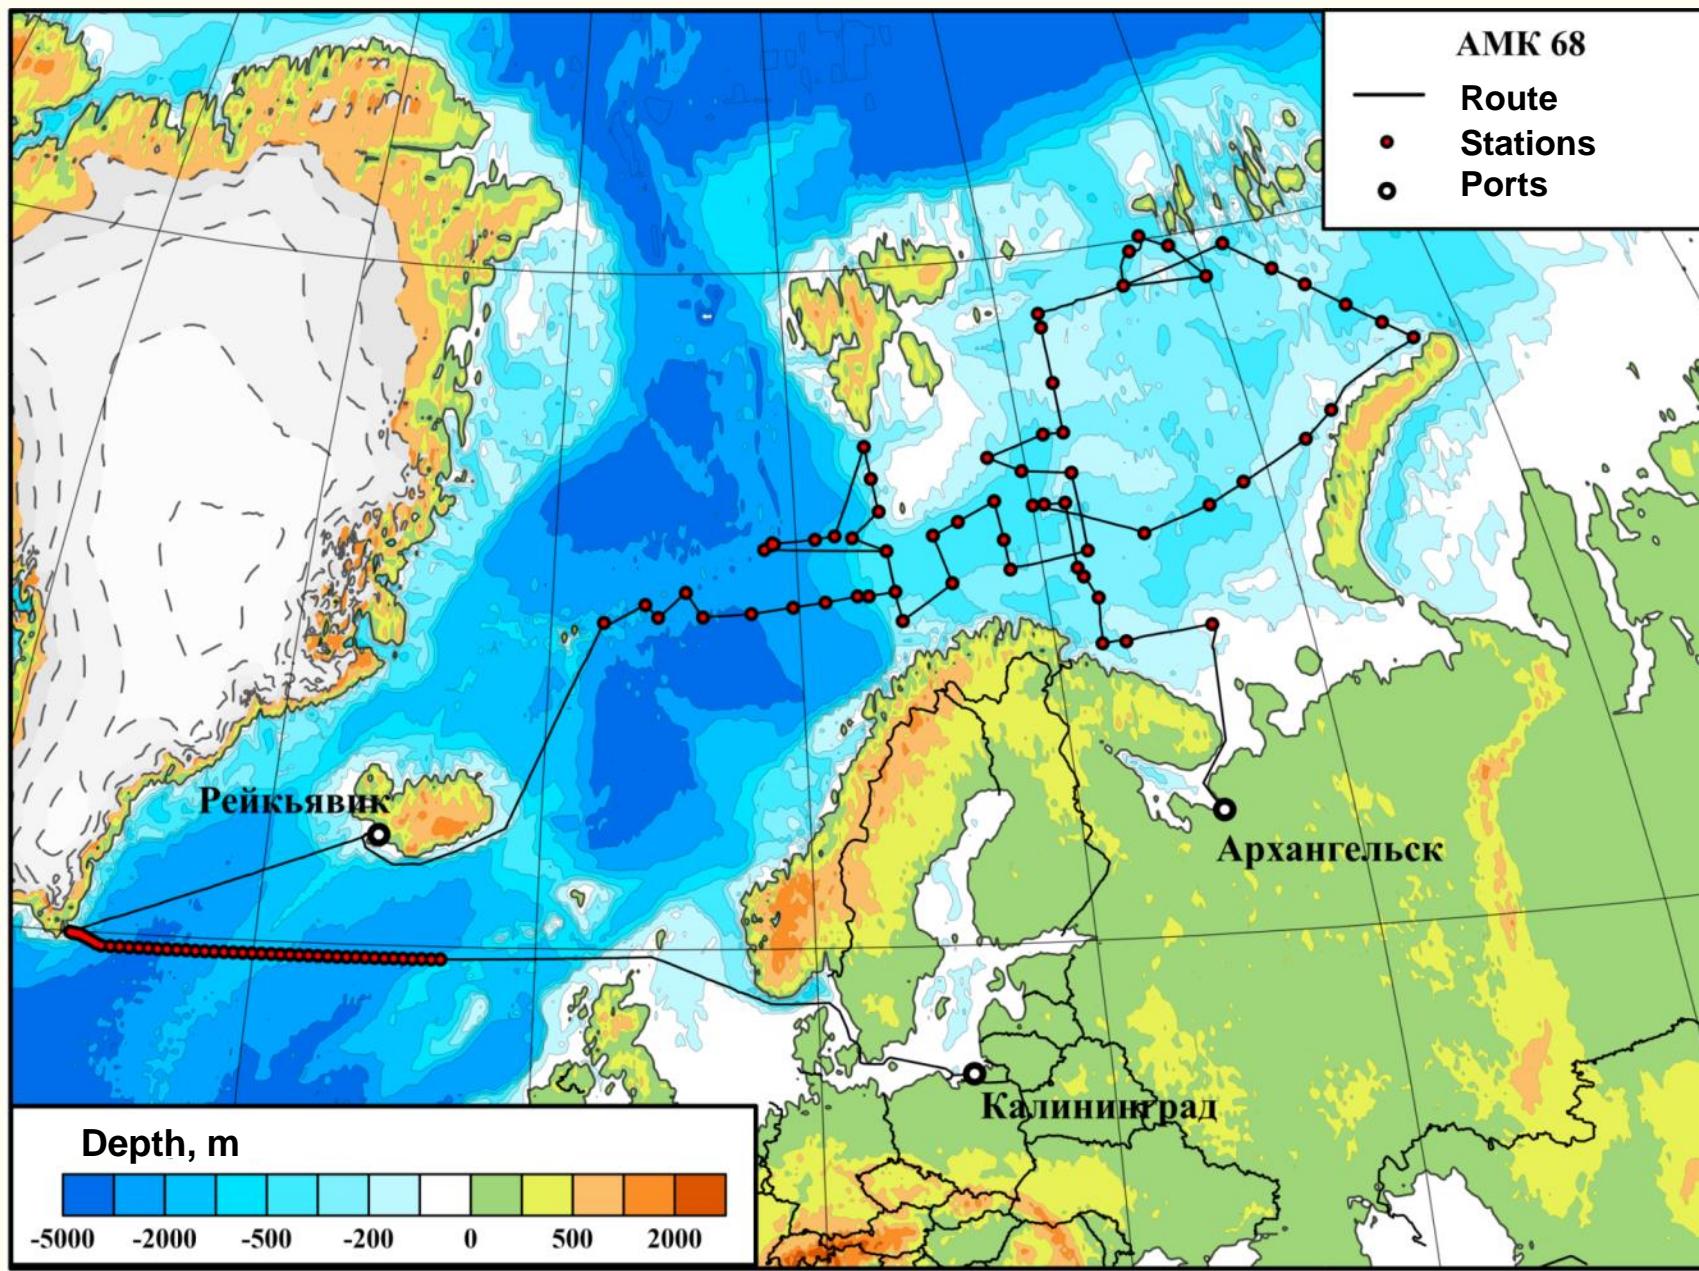 АМК 68
Route
Stations
Ports
Рейкьявик
Архангельск
Калининград
Depth, m
-5000 -2000 -500 -200 0 500 2000